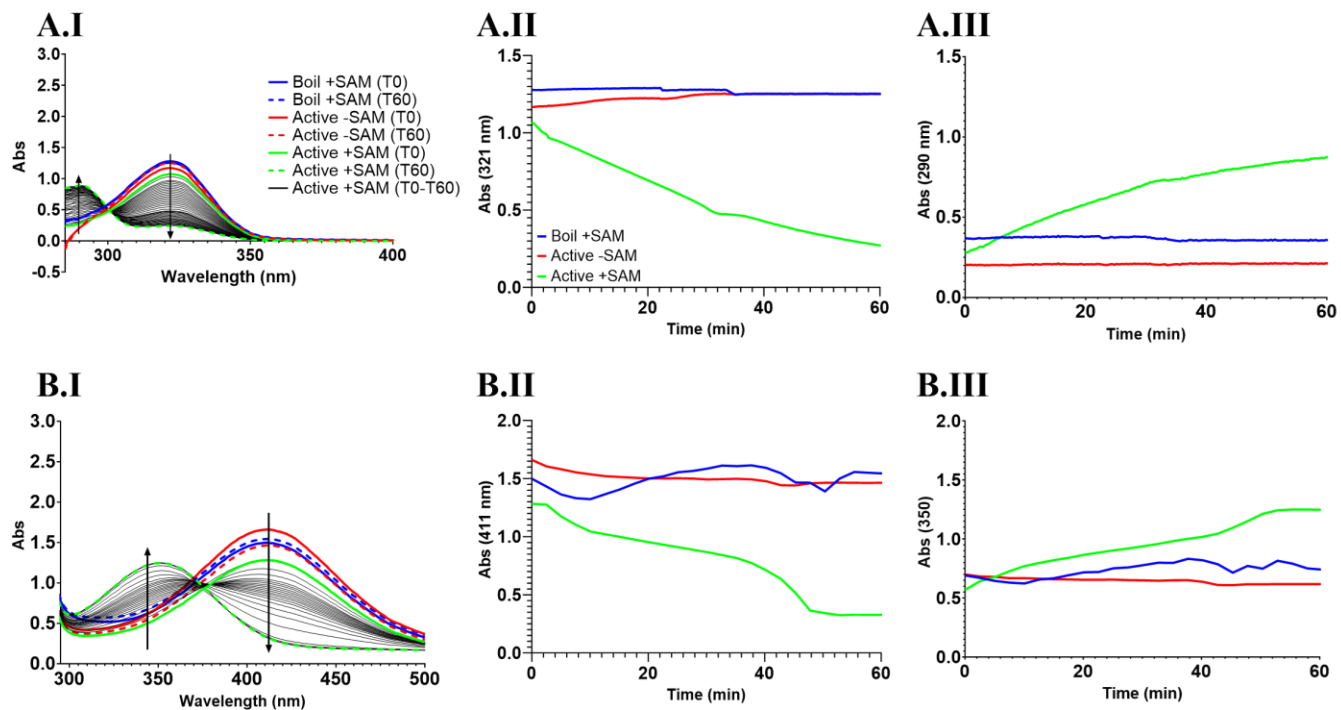 A.I
3.0
2.5
2.0
1.5
1.0
0.5
0.0
-0.5
Abs
300
350
400
Wavelength (nm)
Boil +SAM (T0)
Boil +SAM (T60)
Active -SAM (T0)
Active -SAM (T60)
Active +SAM (T0)
Active +SAM (T60)
Active +SAM (T0-T60)
A.II
1.5
1.0
0.5
0.0
Abs (321 nm)
Boil +SAM
Active -SAM
Active +SAM
0
20
40
60
Time (min)
A.III
1.5
1.0
0.5
0.0
Abs (290 nm)
0
20
40
60
Time (min)
B.I
3.0
2.5
2.0
1.5
1.0
0.5
0.0
Abs
300
350
400
450
500
Wavelength (nm)
B.II
2.0
1.5
1.0
0.5
0.0
Abs (411 nm)
0
20
40
60
Time (min)
B.III
2.0
1.5
1.0
0.5
0.0
Abs (350)
0
20
40
60
Time (min)